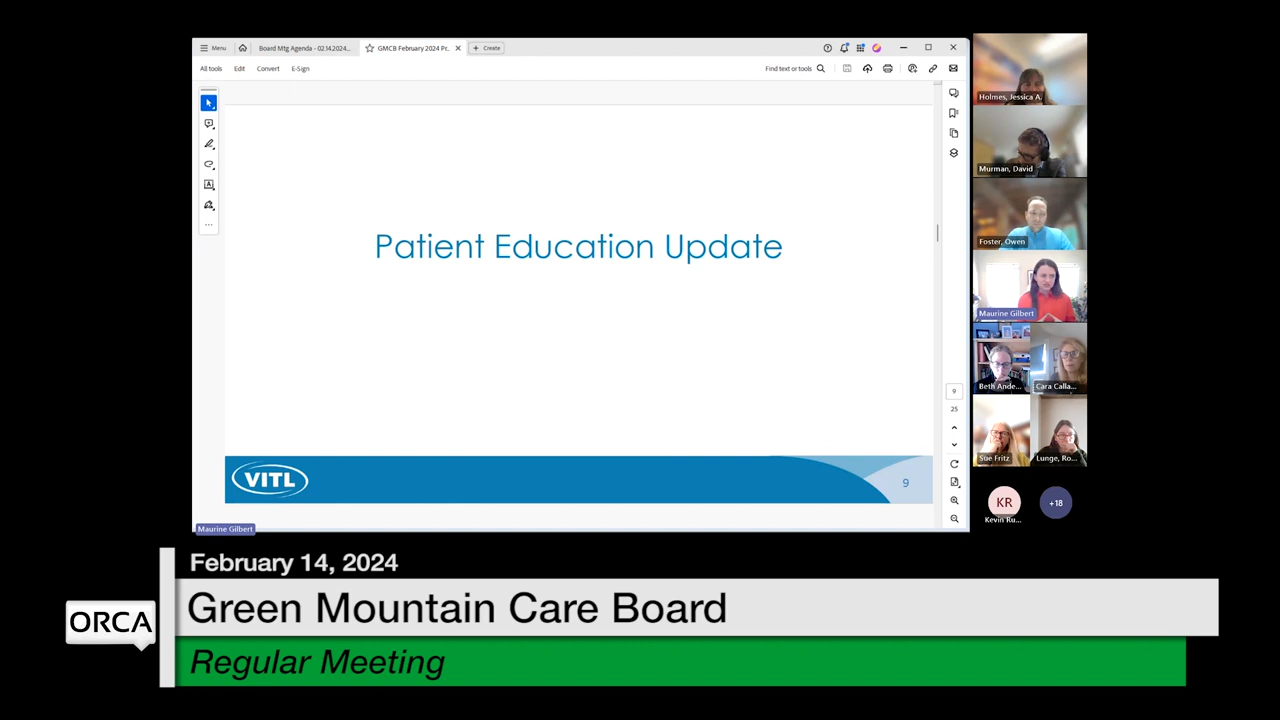 Menu
Board Mtg Agenda - 02.14.2024...
GMCB February 2024 Pr...
Create
All tools
Edit
Convert
E-Sign
Find text or tools
Patient Education Update
VITL
9
9
25
Maurine Gilbert
Holmes, Jessica A.
Murman, David
Foster, Owen
Maurine Gilbert
Beth Ande...
Cara Calla...
Sue Fritz
Lunge, Ro...
KR
Kevin Ru...
+18
February 14, 2024
ORCA
Green Mountain Care Board
Regular Meeting